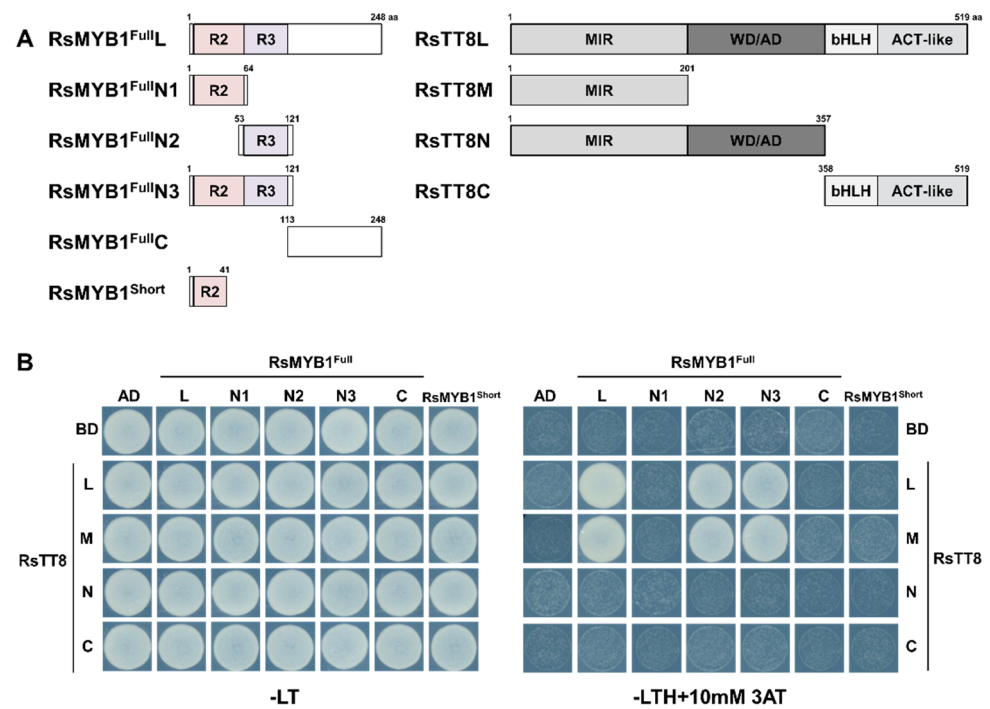 A
1 248 aa 1 519 aa
RsMYB1FullL R2 R3 RsTT8L MIR WD/AD bHLH ACT-like
1 64 1 201
RsMYB1FullN1 R2 RsTT8M MIR
53 121 1 357
RsMYB1FullN2 R3 RsTT8N MIR WD/AD
1 121 358 519
RsMYB1FullN3 R2 R3 RsTT8C bHLH ACT-like
113 248
RsMYB1FullC
1 41
RsMYB1Short R2
B
RsMYB1Full RsMYB1Full
AD L N1 N2 N3 C RsMYB1Short AD L N1 N2 N3 C RsMYB1Short
BD BD
L L
M M
RsTT8 RsTT8
N N
C C
-LT -LTH+10mM 3AT